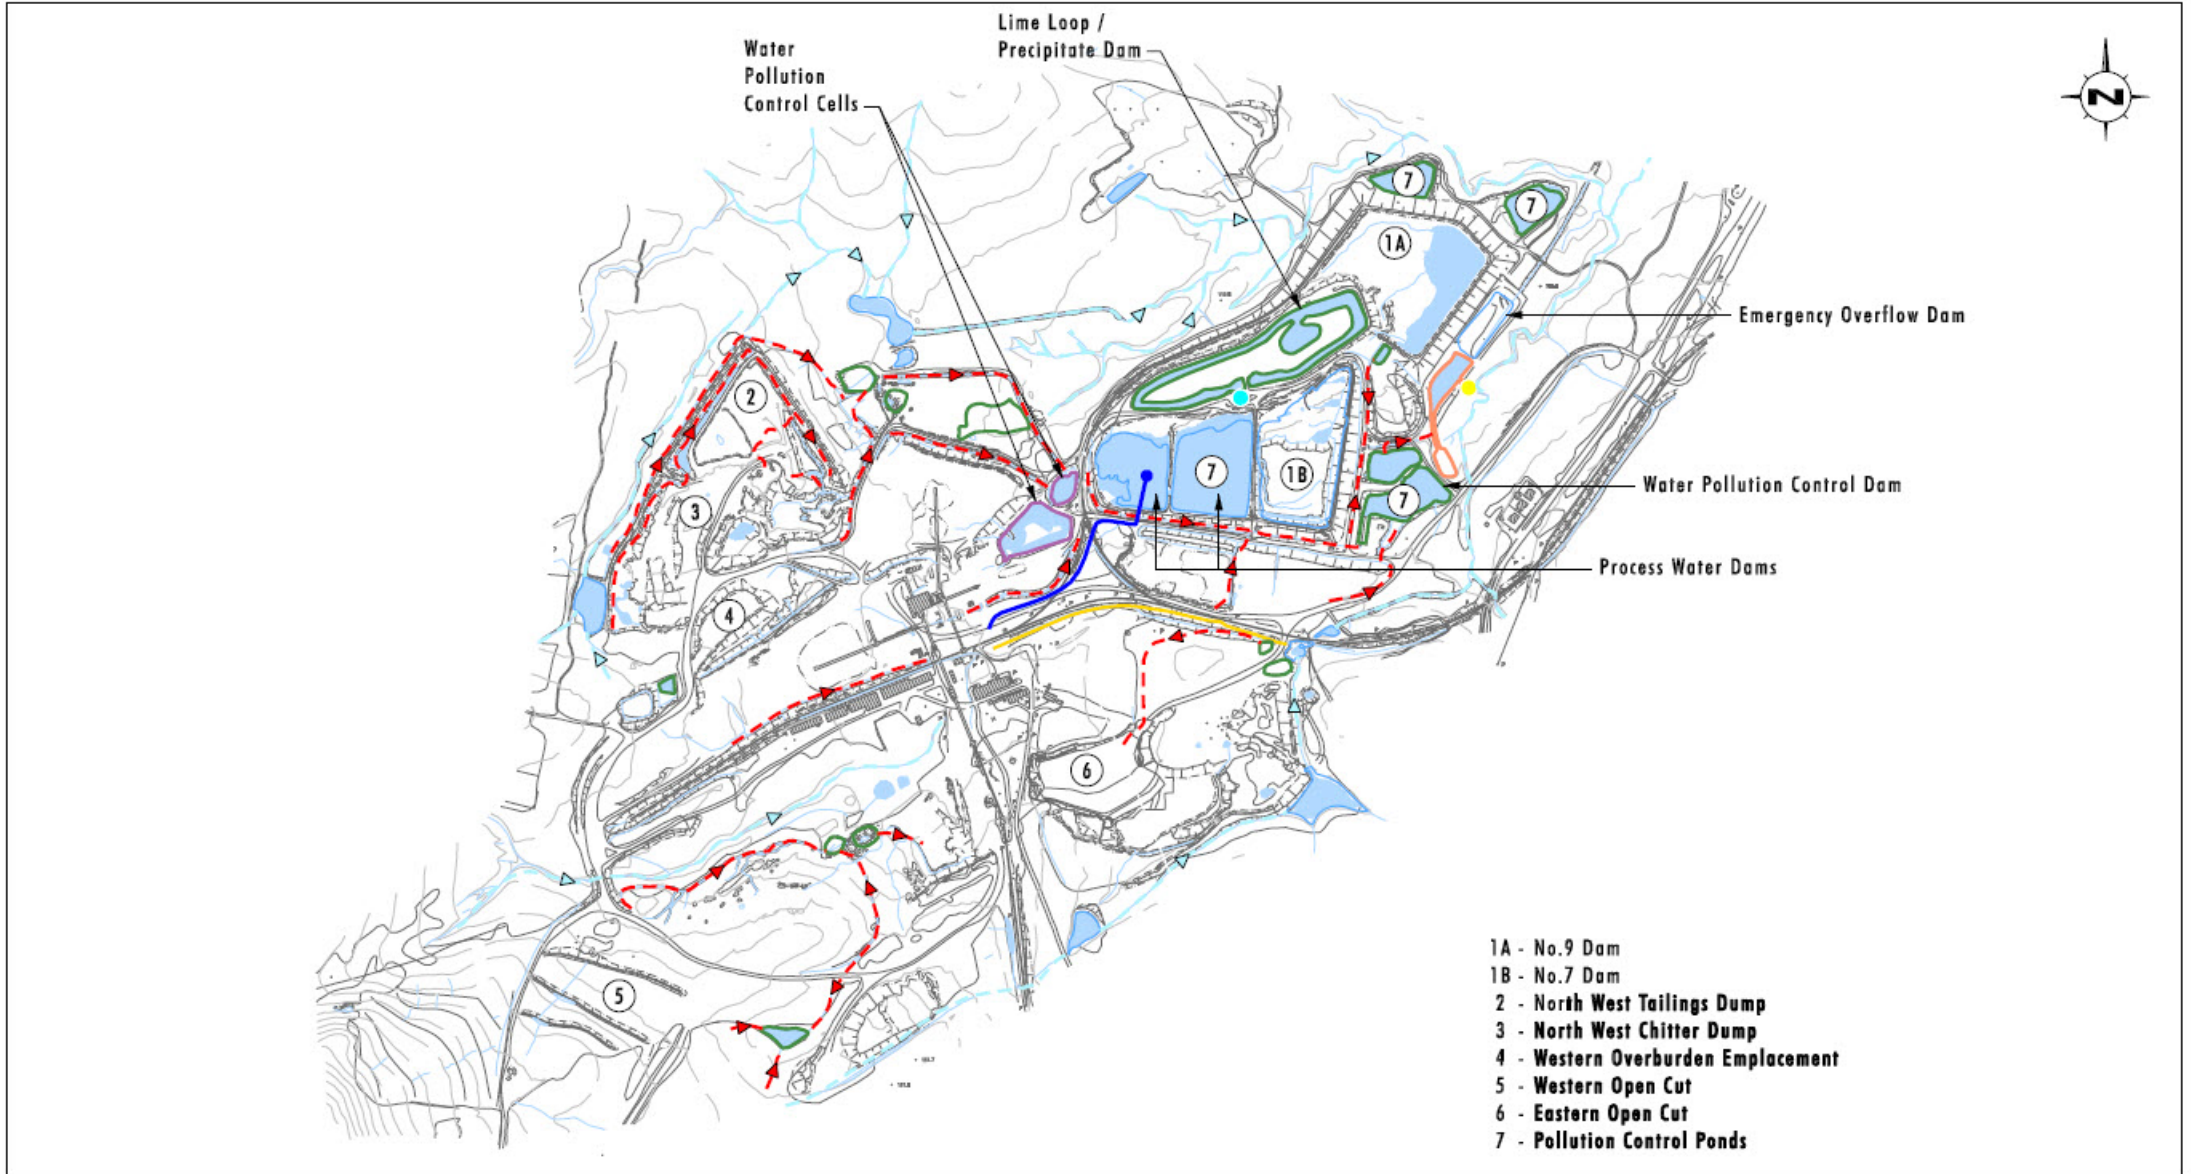 Lime Loop /
Precipitate Dam
Water
Pollution
Control Cells
N
7
7
1A
Emergency Overflow Dam
2
7
1B
Water Pollution Control Dam
7
3
Process Water Dams
4
6
5
1A - No.9 Dam
1B - No.7 Dam
2 - North West Tailings Dump
3 - North West Chitter Dump
4 - Western Overburden Emplacement
5 - Western Open Cut
6 - Eastern Open Cut
7 - Pollution Control Ponds